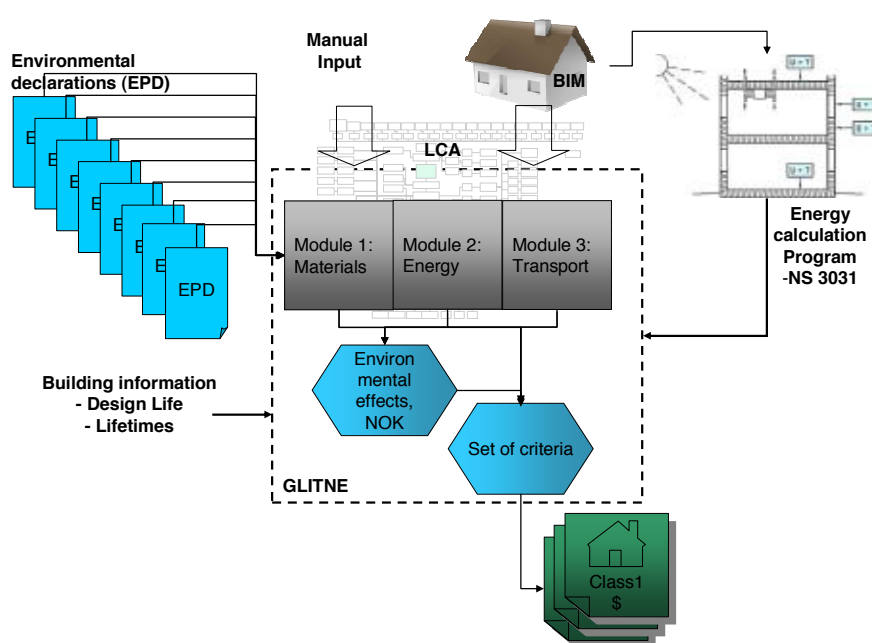 Manual
Input
BIM
Environmental
declarations (EPD)
U = ?
E
E
E
E
E
E
EPD
LCA
U = ?
Module 1:
Materials
Module 2:
Energy
Module 3:
Transport
Energy
calculation
Program
-NS 3031
Building information
- Design Life
- Lifetimes
Environ
mental
effects,
NOK
Set of criteria
GLITNE
Class1
$